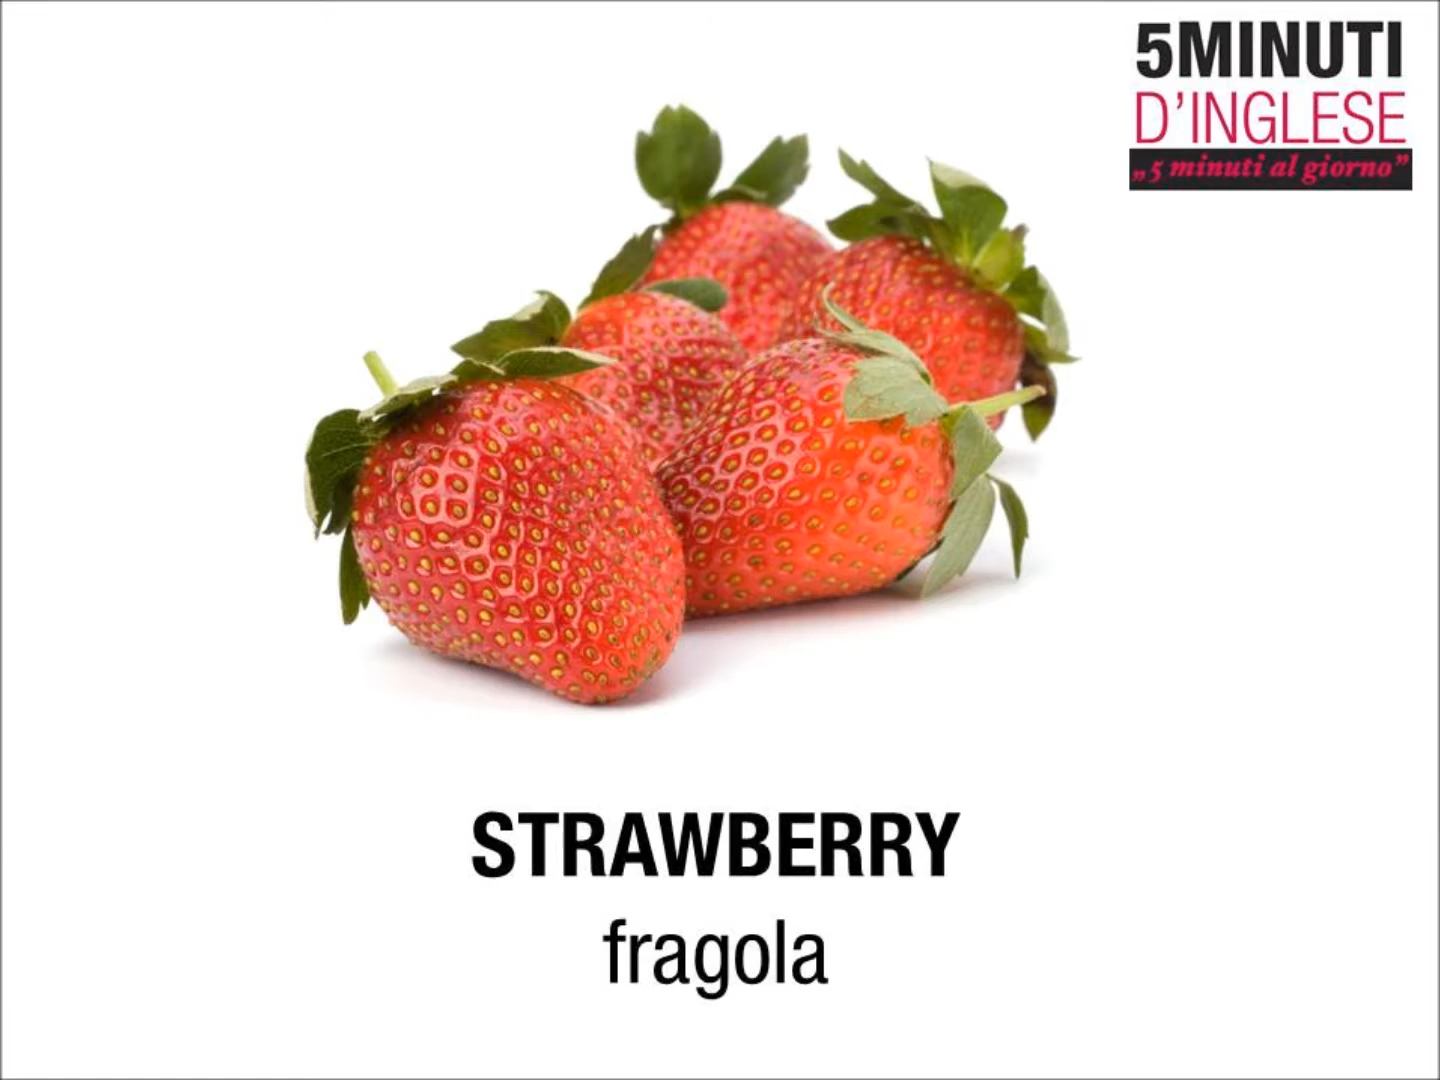 5MINUTI
D'INGLESE
„5 minuti al giorno”
STRAWBERRY
fragola